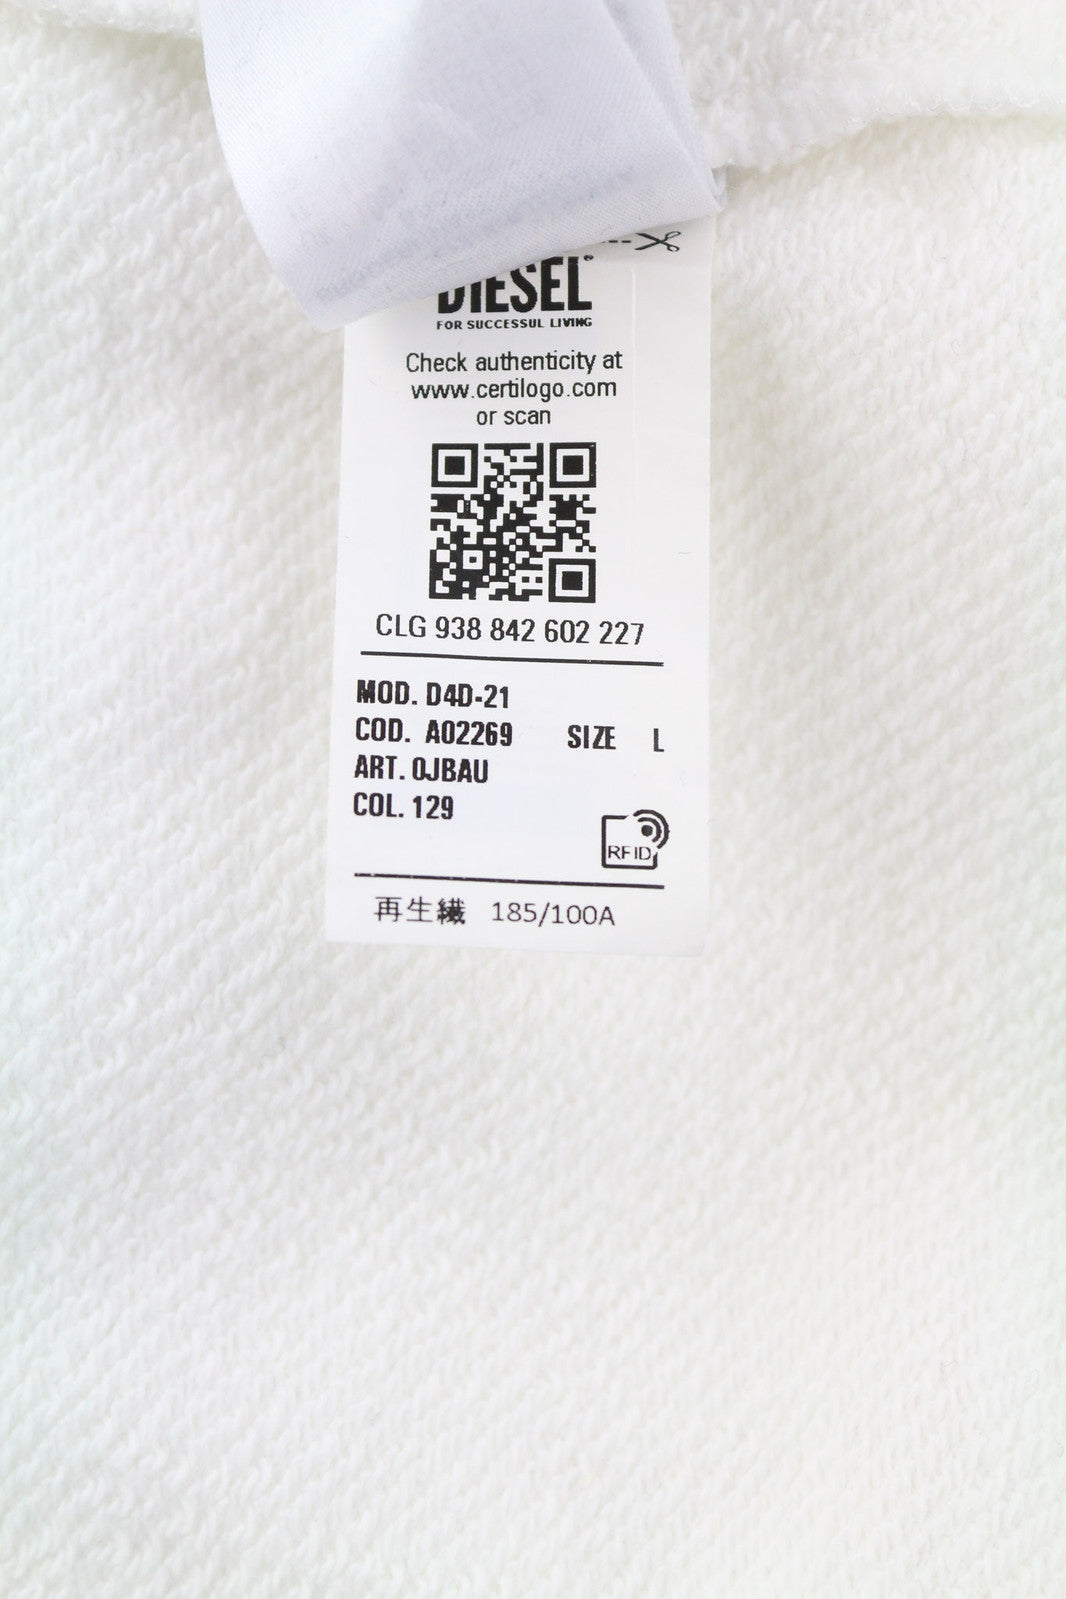 DIESEL
FOR SUCCESSUL LIVING
Check authenticity at
www.certilogo.com
or scan
CLG 938 842 602 227
MOD. D4D-21
COD. A02269 SIZE L
ART. 0JBAU
COL. 129
RFID
再生繊 185/100A